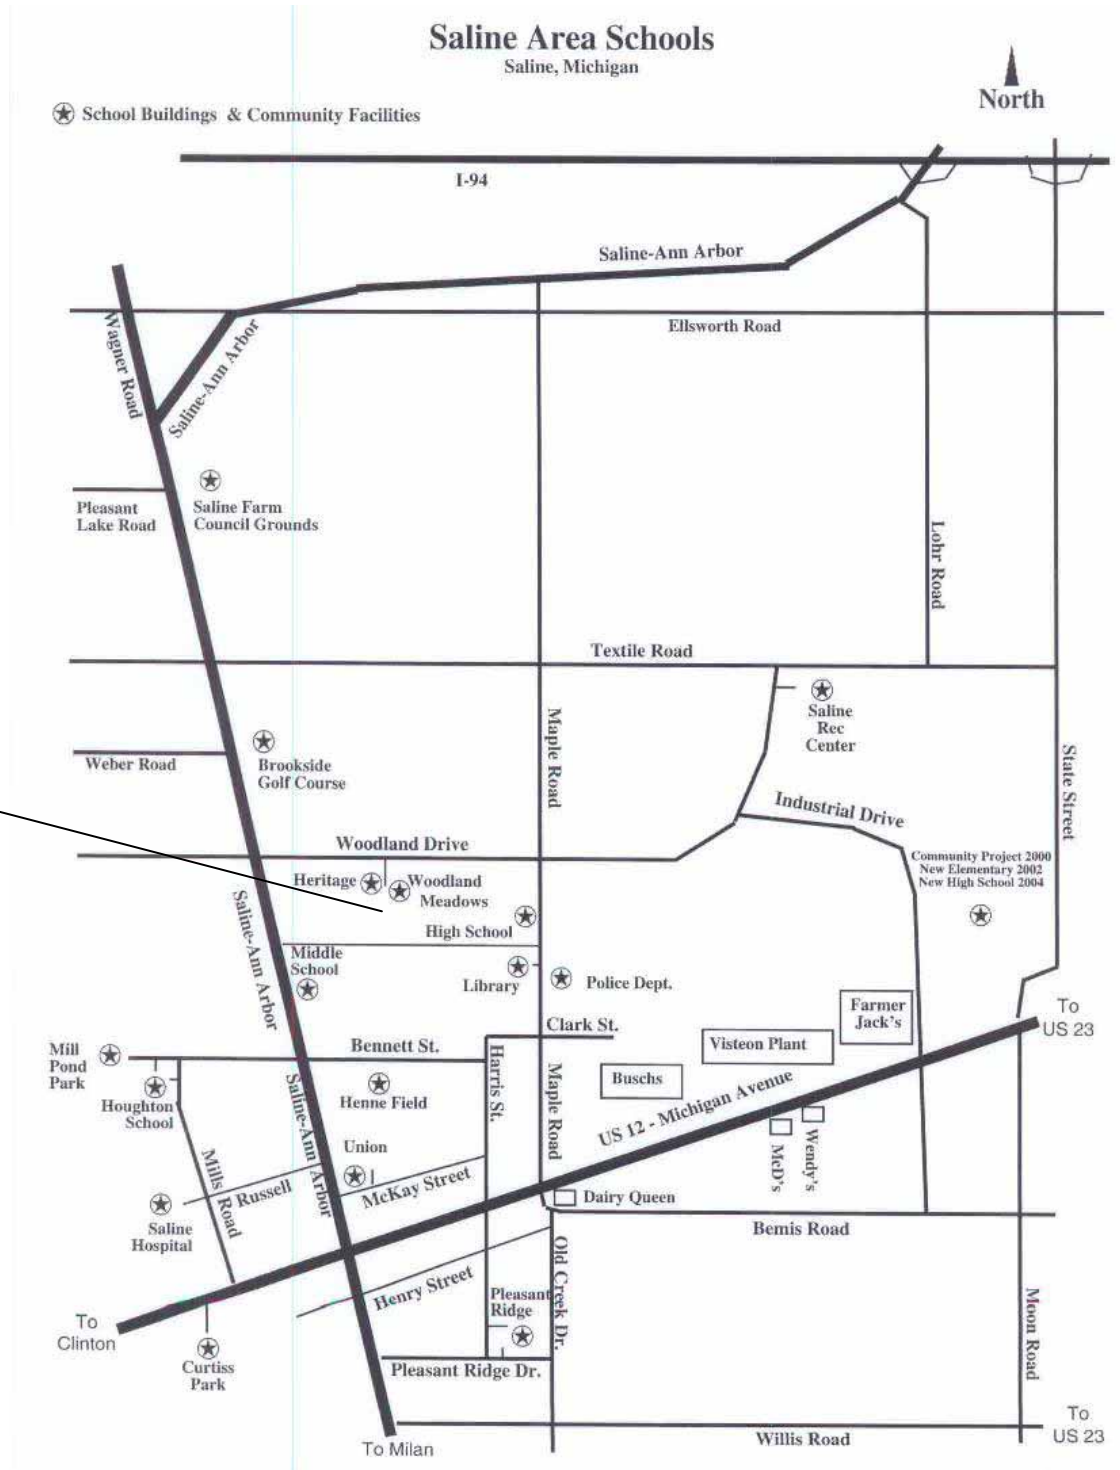 Saline Area Schools
Saline, Michigan
North
School Buildings & Community Facilities
I-94
Saline-Ann Arbor
Ellsworth Road
Wagner Road
Saline-Ann Arbor
Pleasant
Lake Road
Saline Farm
Council Grounds
Lohr Road
Textile Road
Saline
Rec
Center
Maple Road
State Street
Weber Road
Brookside
Golf Course
Industrial Drive
Woodland Drive
Community Project 2000
New Elementary 2002
New High School 2004
Heritage
Woodland
Meadows
High School
Saline-Ann Arbor
Middle
School
Library
Police Dept.
Farmer
Jack's
To
US 23
Clark St.
Visteon Plant
Bennett St.
Mill
Pond
Park
Houghton
School
Harris St.
Maple Road
Buschs
Saline-Ann Arbor
Henne Field
US 12 - Michigan Avenue
Union
McD's
Wendy's
Mills Road
Russell
McKay Street
Dairy Queen
Saline
Hospital
Bemis Road
Old Creek Dr.
Henry Street
Pleasant
Ridge
Moon Road
To
Clinton
Curtiss
Park
Pleasant Ridge Dr.
To Milan
Willis Road
To
US 23